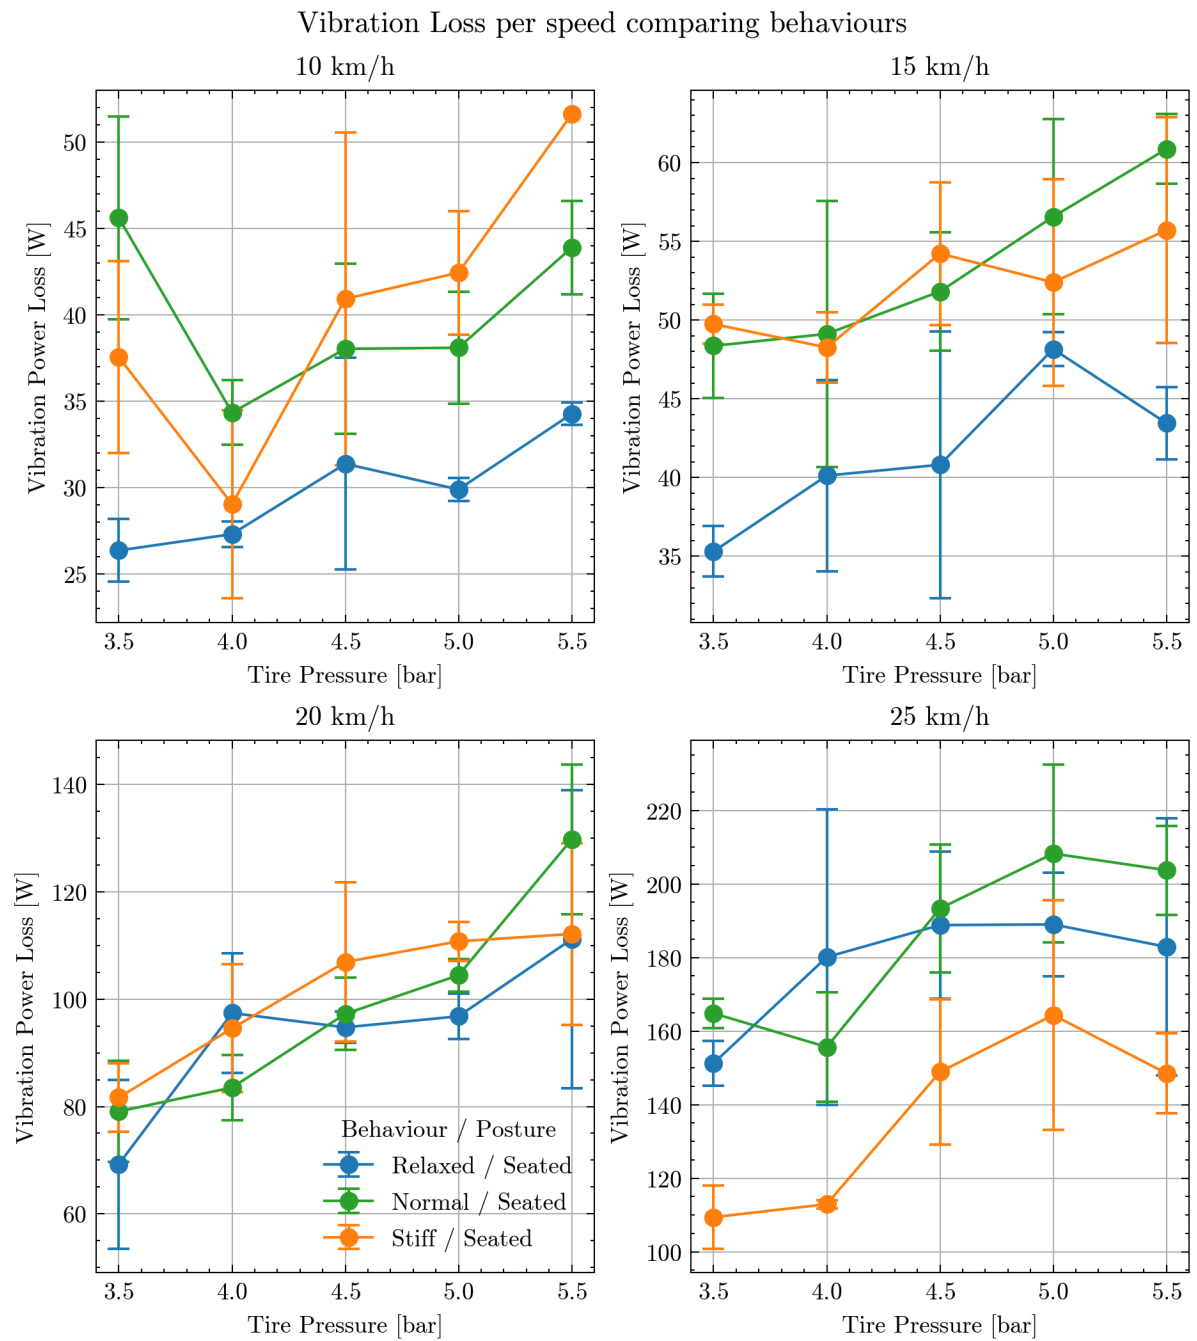 Vibration Loss per speed comparing behaviours
10 km/h
50
45
40
35
30
25
Vibration Power Loss [W]
3.5 4.0 4.5 5.0 5.5
Tire Pressure [bar]
15 km/h
60
55
50
45
40
35
Vibration Power Loss [W]
3.5 4.0 4.5 5.0 5.5
Tire Pressure [bar]
20 km/h
140
120
100
80
60
Vibration Power Loss [W]
Behaviour / Posture
Relaxed / Seated
Normal / Seated
Stiff / Seated
3.5 4.0 4.5 5.0 5.5
Tire Pressure [bar]
25 km/h
220
200
180
160
140
120
100
Vibration Power Loss [W]
3.5 4.0 4.5 5.0 5.5
Tire Pressure [bar]